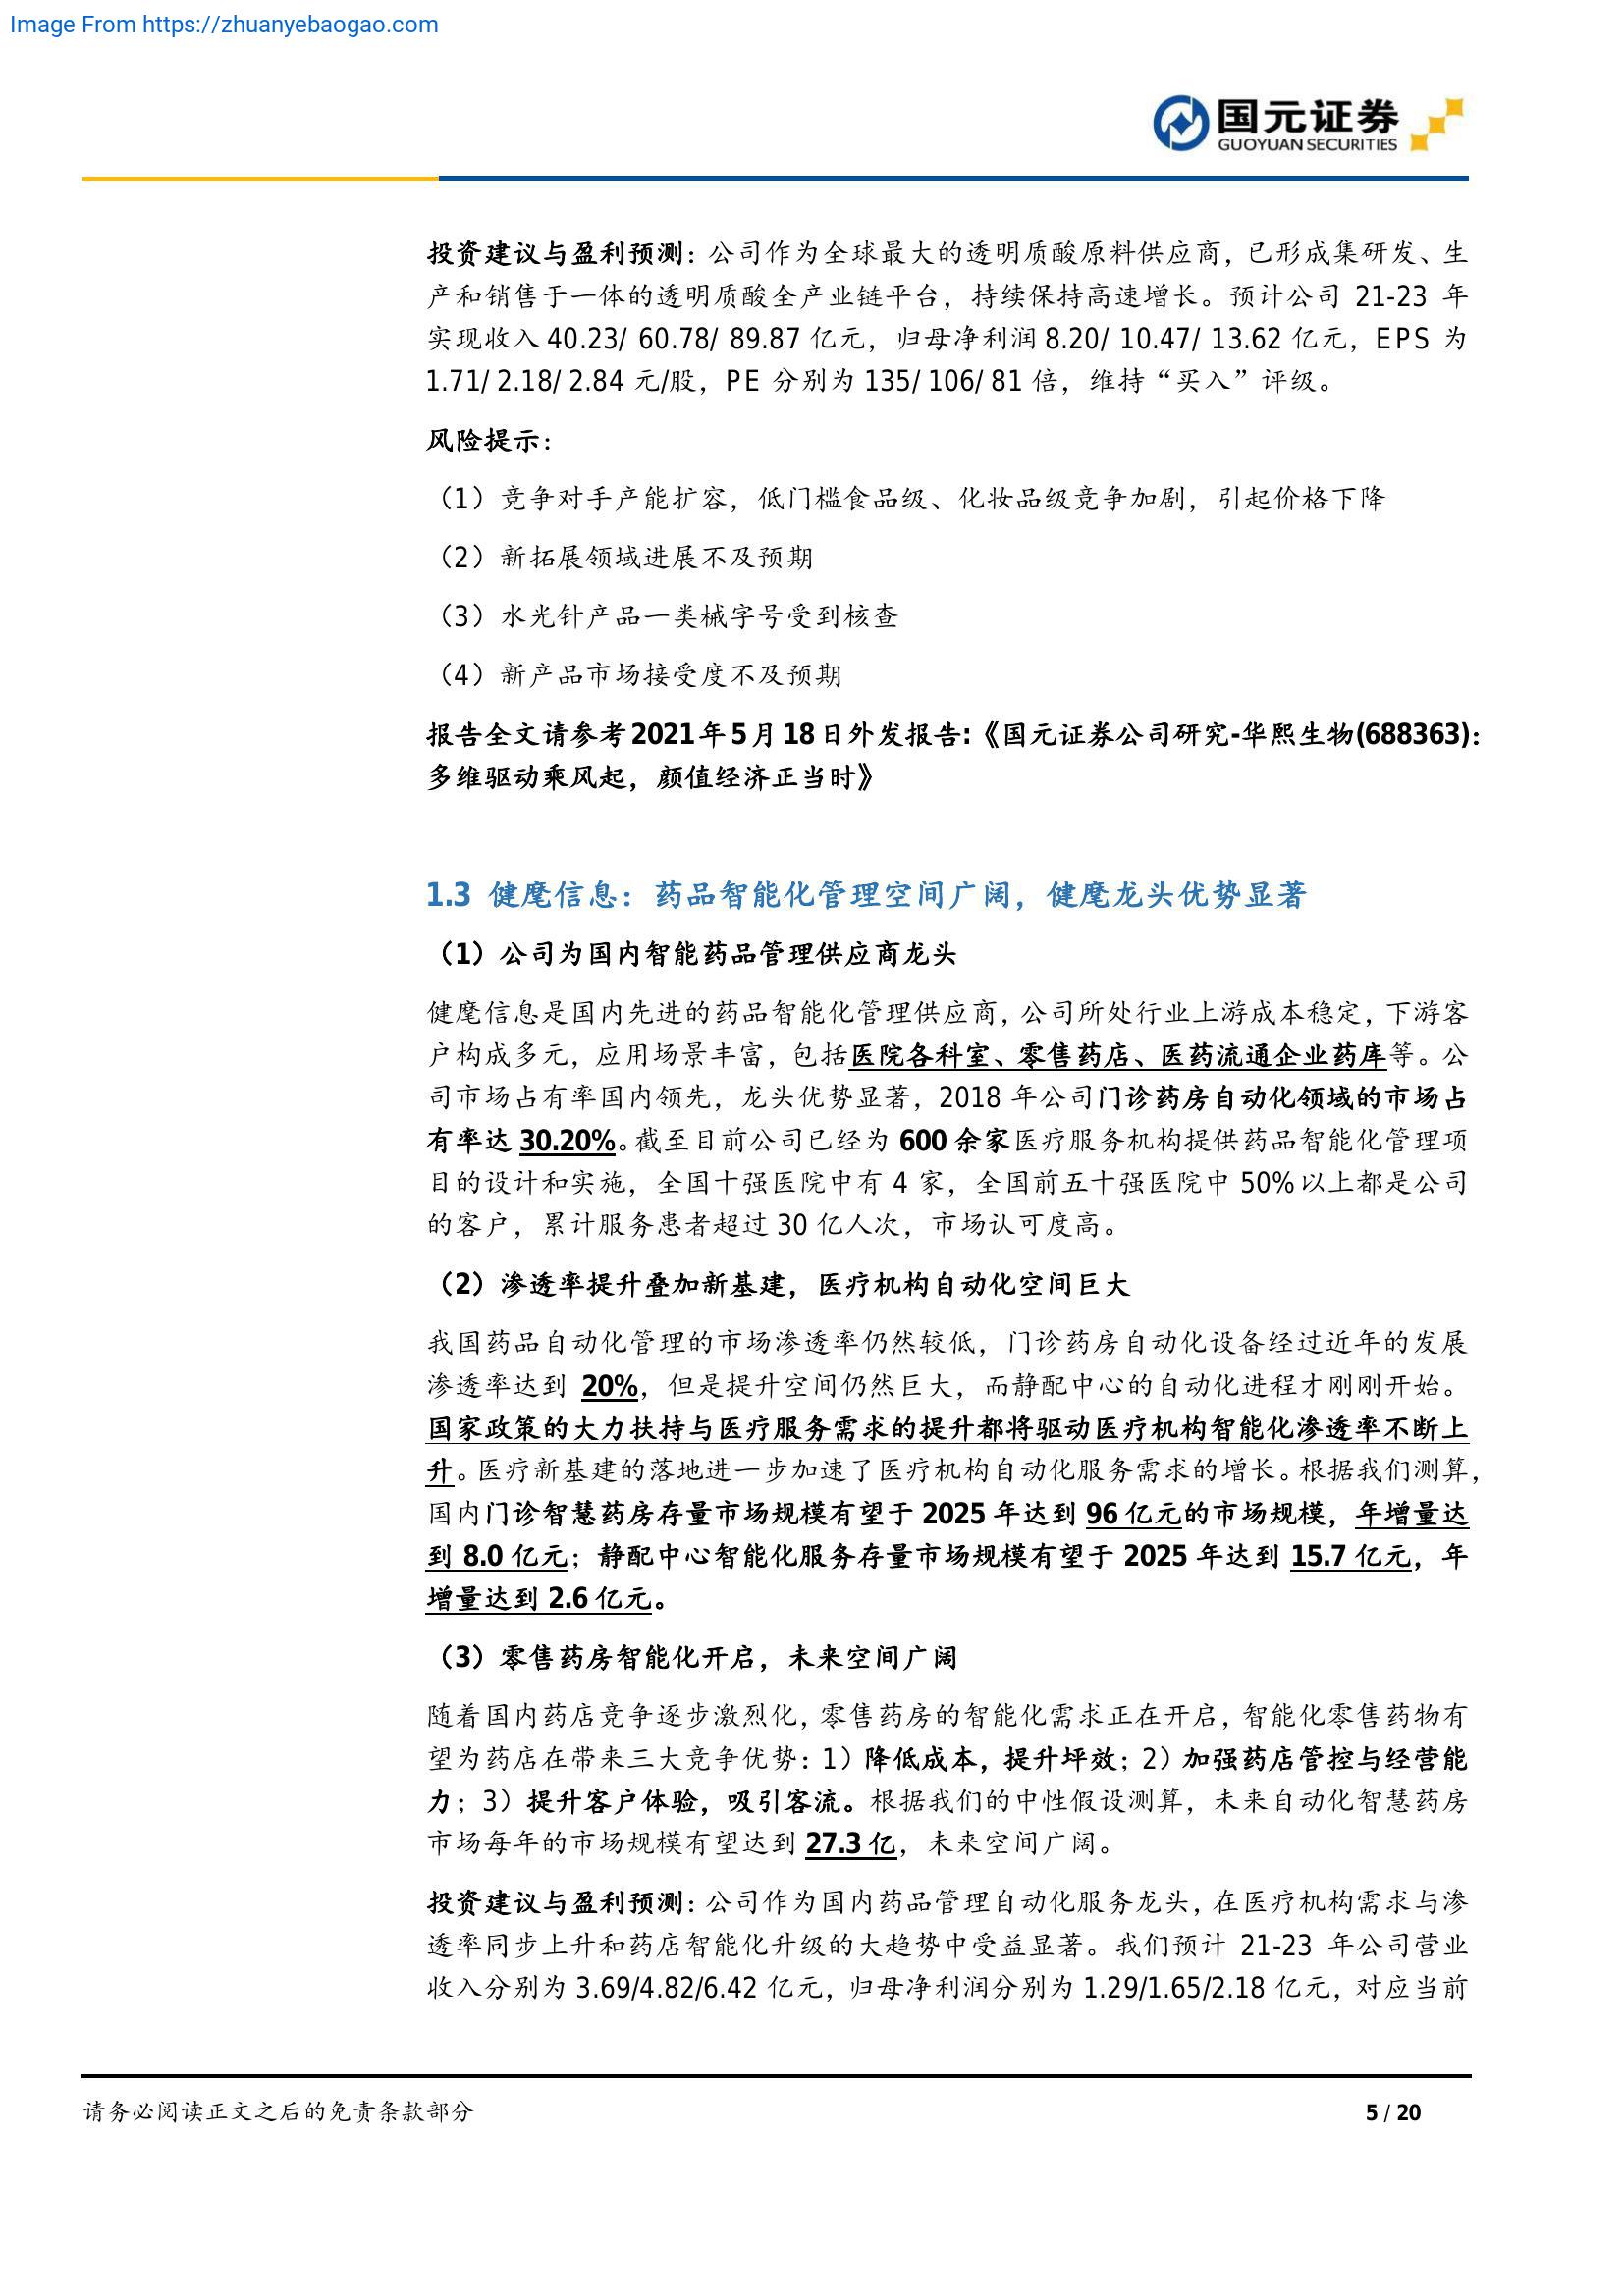 Image From https://zhuanyebaogao.com
国元证券
GUOYUAN SECURITIES
投资建议与盈利预测：公司作为全球最大的透明质酸原料供应商，已形成集研发、生
产和销售于一体的透明质酸全产业链平台，持续保持高速增长。预计公司 21-23 年
实现收入 40.23/ 60.78/ 89.87 亿元，归母净利润 8.20/ 10.47/ 13.62 亿元，EPS 为
1.71/ 2.18/ 2.84 元/股，PE 分别为 135/ 106/ 81 倍，维持“买入”评级。
风险提示：
（1）竞争对手产能扩容，低门槛食品级、化妆品级竞争加剧，引起价格下降
（2）新拓展领域进展不及预期
（3）水光针产品一类械字号受到核查
（4）新产品市场接受度不及预期
报告全文请参考 2021 年 5 月 18 日外发报告:《国元证券公司研究-华熙生物(688363)：
多维驱动乘风起，颜值经济正当时》
1.3 健麾信息：药品智能化管理空间广阔，健麾龙头优势显著
（1）公司为国内智能药品管理供应商龙头
健麾信息是国内先进的药品智能化管理供应商，公司所处行业上游成本稳定，下游客
户构成多元，应用场景丰富，包括医院各科室、零售药店、医药流通企业药库等。公
司市场占有率国内领先，龙头优势显著，2018 年公司门诊药房自动化领域的市场占
有率达 30.20%。截至目前公司已经为 600 余家医疗服务机构提供药品智能化管理项
目的设计和实施，全国十强医院中有 4 家，全国前五十强医院中 50%以上都是公司
的客户，累计服务患者超过 30 亿人次，市场认可度高。
（2）渗透率提升叠加新基建，医疗机构自动化空间巨大
我国药品自动化管理的市场渗透率仍然较低，门诊药房自动化设备经过近年的发展
渗透率达到 20%，但是提升空间仍然巨大，而静配中心的自动化进程才刚刚开始。
国家政策的大力扶持与医疗服务需求的提升都将驱动医疗机构智能化渗透率不断上
升。医疗新基建的落地进一步加速了医疗机构自动化服务需求的增长。根据我们测算，
国内门诊智慧药房存量市场规模有望于 2025 年达到 96 亿元的市场规模，年增量达
到 8.0 亿元；静配中心智能化服务存量市场规模有望于 2025 年达到 15.7 亿元，年
增量达到 2.6 亿元。
（3）零售药房智能化开启，未来空间广阔
随着国内药店竞争逐步激烈化，零售药房的智能化需求正在开启，智能化零售药物有
望为药店在带来三大竞争优势：1）降低成本，提升坪效；2）加强药店管控与经营能
力；3）提升客户体验，吸引客流。根据我们的中性假设测算，未来自动化智慧药房
市场每年的市场规模有望达到 27.3 亿，未来空间广阔。
投资建议与盈利预测：公司作为国内药品管理自动化服务龙头，在医疗机构需求与渗
透率同步上升和药店智能化升级的大趋势中受益显著。我们预计 21-23 年公司营业
收入分别为 3.69/4.82/6.42 亿元，归母净利润分别为 1.29/1.65/2.18 亿元，对应当前
请务必阅读正文之后的免责条款部分
5 / 20